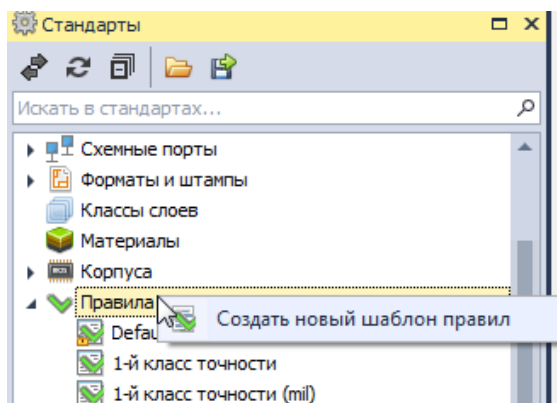 Стандарты
Искать в стандартах...
Схемные порты
Форматы и штампы
Классы слоев
Материалы
Корпуса
Правила
Создать новый шаблон правил
1-й класс точности
1-й класс точности (mil)